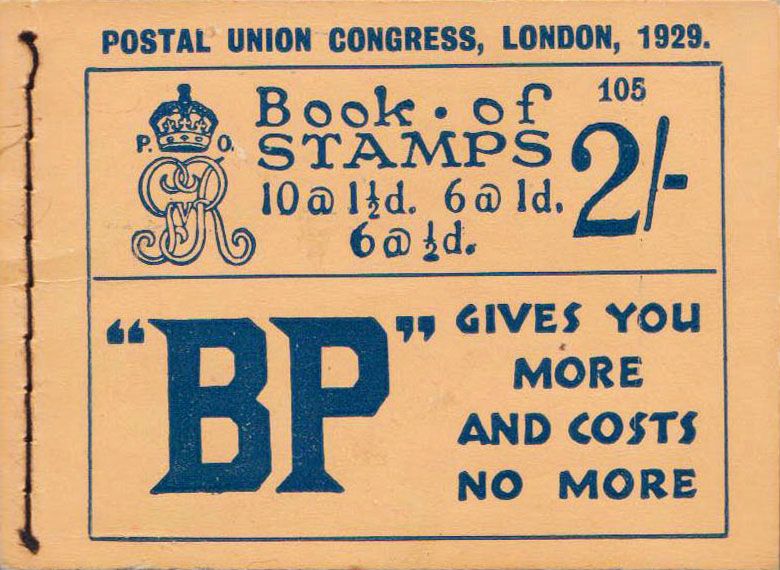 POSTAL UNION CONGRESS, LONDON, 1929.
105
P. O.
GR
Book · of
STAMPS
2/-
10 @ 1½d. 6 @ 1d.
6 @ ½d.
"BP"
GIVES YOU
MORE
AND COSTS
NO MORE